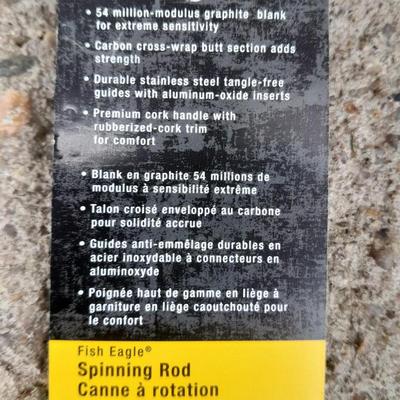 • 54 million-modulus graphite blank
for extreme sensitivity
• Carbon cross-wrap butt section adds
strength
• Durable stainless steel tangle-free
guides with aluminum-oxide inserts
• Premium cork handle with
rubberized-cork trim
for comfort
• Blank en graphite 54 millions de
modulus à sensibilité extrême
• Talon croisé enveloppé au carbone
pour solidité accrue
• Guides anti-emmêlage durables en
acier inoxydable à connecteurs en
aluminoxyde
• Poignée haut de gamme en liège à
garniture en liège caoutchouté pour
le confort
Fish Eagle®
Spinning Rod
Canne à rotation